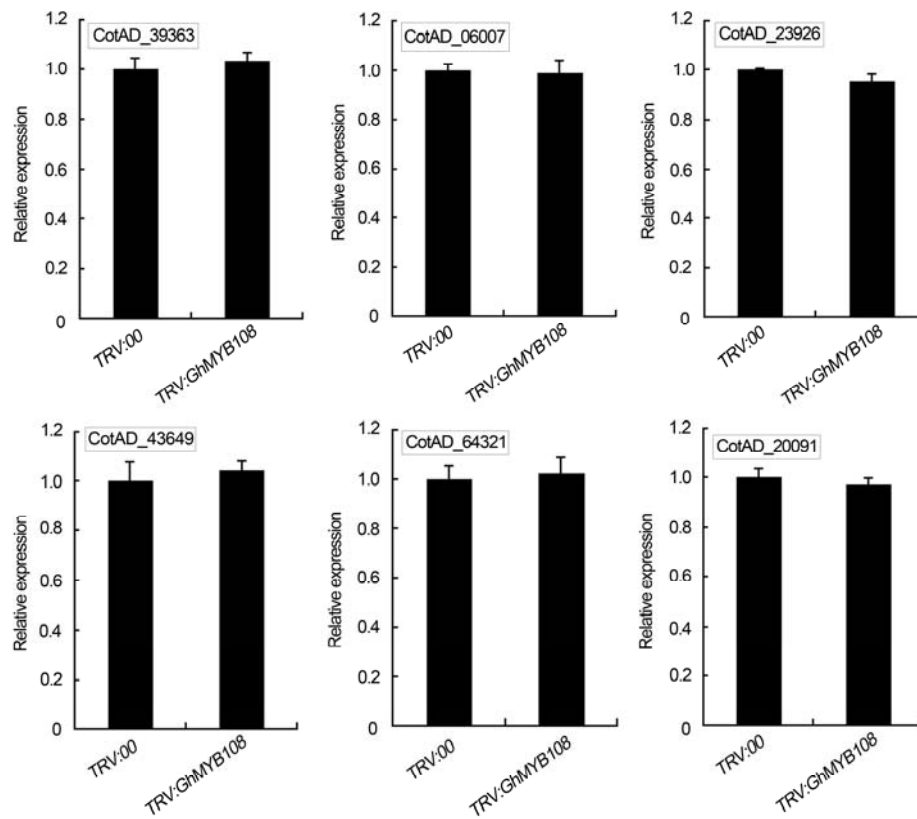 1.2
1.0
0.8
0.6
0.4
0.2
0
Relative expression
CotAD_39363
TRV:00
TRV:GhMYB108
1.2
1.0
0.8
0.6
0.4
0.2
0
Relative expression
CotAD_06007
TRV:00
TRV:GhMYB108
1.2
1.0
0.8
0.6
0.4
0.2
0
Relative expression
CotAD_23926
TRV:00
TRV:GhMYB108
1.2
1.0
0.8
0.6
0.4
0.2
0
Relative expression
CotAD_43649
TRV:00
TRV:GhMYB108
1.2
1.0
0.8
0.6
0.4
0.2
0
Relative expression
CotAD_64321
TRV:00
TRV:GhMYB108
1.2
1.0
0.8
0.6
0.4
0.2
0
Relative expression
CotAD_20091
TRV:00
TRV:GhMYB108